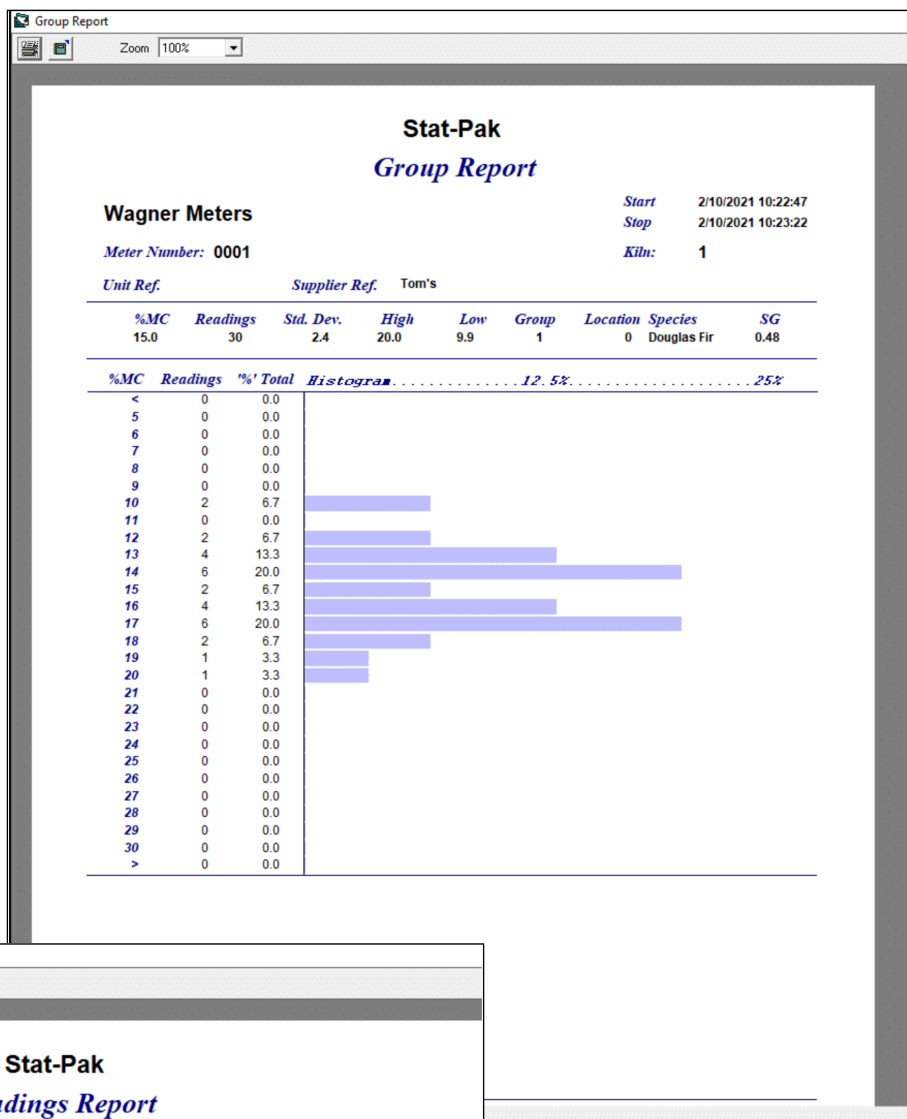 Group Report
Zoom 100%
Stat-Pak
Group Report
Wagner Meters
Start 2/10/2021 10:22:47
Stop 2/10/2021 10:23:22
Meter Number: 0001
Kiln: 1
Unit Ref. Supplier Ref. Tom's
%MC Readings Std. Dev. High Low Group Location Species SG
15.0 30 2.4 20.0 9.9 1 0 Douglas Fir 0.48
%MC Readings '%' Total Histogram..............12.5%.....................25%
< 0 0.0
5 0 0.0
6 0 0.0
7 0 0.0
8 0 0.0
9 0 0.0
10 2 6.7
11 0 0.0
12 2 6.7
13 4 13.3
14 6 20.0
15 2 6.7
16 4 13.3
17 6 20.0
18 2 6.7
19 1 3.3
20 1 3.3
21 0 0.0
22 0 0.0
23 0 0.0
24 0 0.0
25 0 0.0
26 0 0.0
27 0 0.0
28 0 0.0
29 0 0.0
30 0 0.0
> 0 0.0
Stat-Pak
dings Report